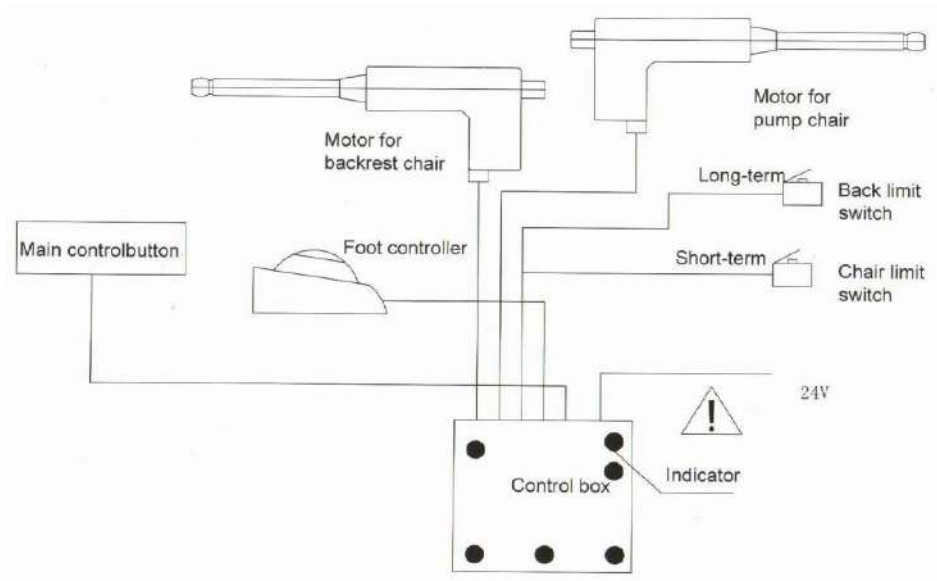 Motor for
pump chair
Motor for
backrest chair
Long-term
Back limit
switch
Main controlbutton
Foot controller
Short-term
Chair limit
switch
24V
Indicator
Control box